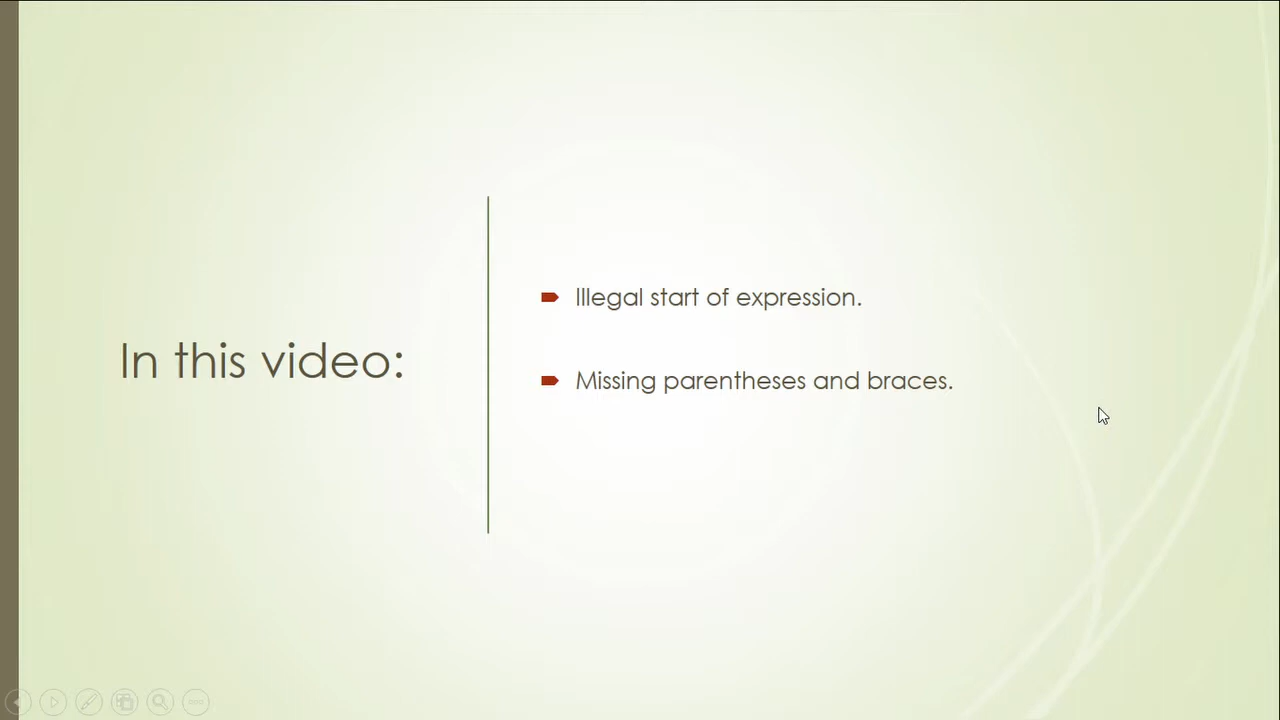 In this video:
Illegal start of expression.
Missing parentheses and braces.